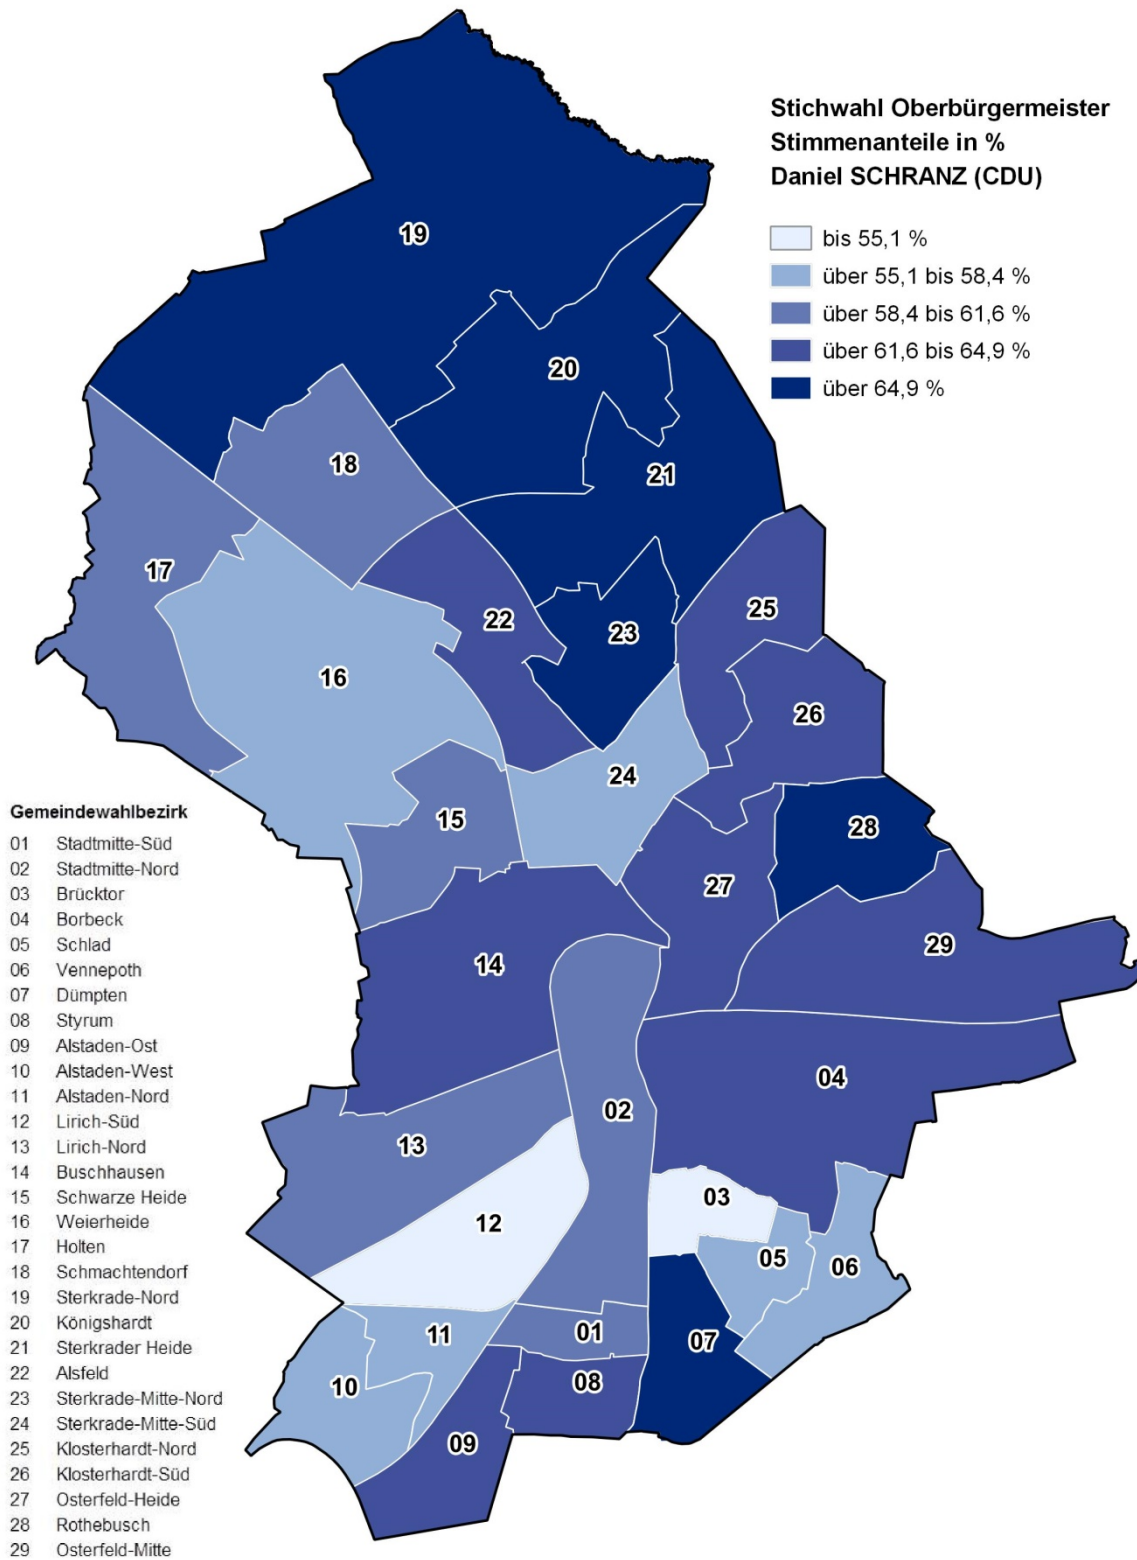 Stichwahl Oberbürgermeister
Stimmenanteile in %
Daniel SCHRANZ (CDU)
bis 55,1 %
über 55,1 bis 58,4 %
über 58,4 bis 61,6 %
über 61,6 bis 64,9 %
über 64,9 %
19
20
18
21
17
22
23
25
16
26
24
15
28
27
29
14
04
02
13
03
12
05
06
11
01
07
10
08
09
Gemeindewahlbezirk
01 Stadtmitte-Süd
02 Stadtmitte-Nord
03 Brücktor
04 Borbeck
05 Schlad
06 Vennepoth
07 Dümpten
08 Styrum
09 Alstaden-Ost
10 Alstaden-West
11 Alstaden-Nord
12 Lirich-Süd
13 Lirich-Nord
14 Buschhausen
15 Schwarze Heide
16 Weierheide
17 Holten
18 Schmachtendorf
19 Sterkrade-Nord
20 Königshardt
21 Sterkrader Heide
22 Alsfeld
23 Sterkrade-Mitte-Nord
24 Sterkrade-Mitte-Süd
25 Klosterhardt-Nord
26 Klosterhardt-Süd
27 Osterfeld-Heide
28 Rothebusch
29 Osterfeld-Mitte